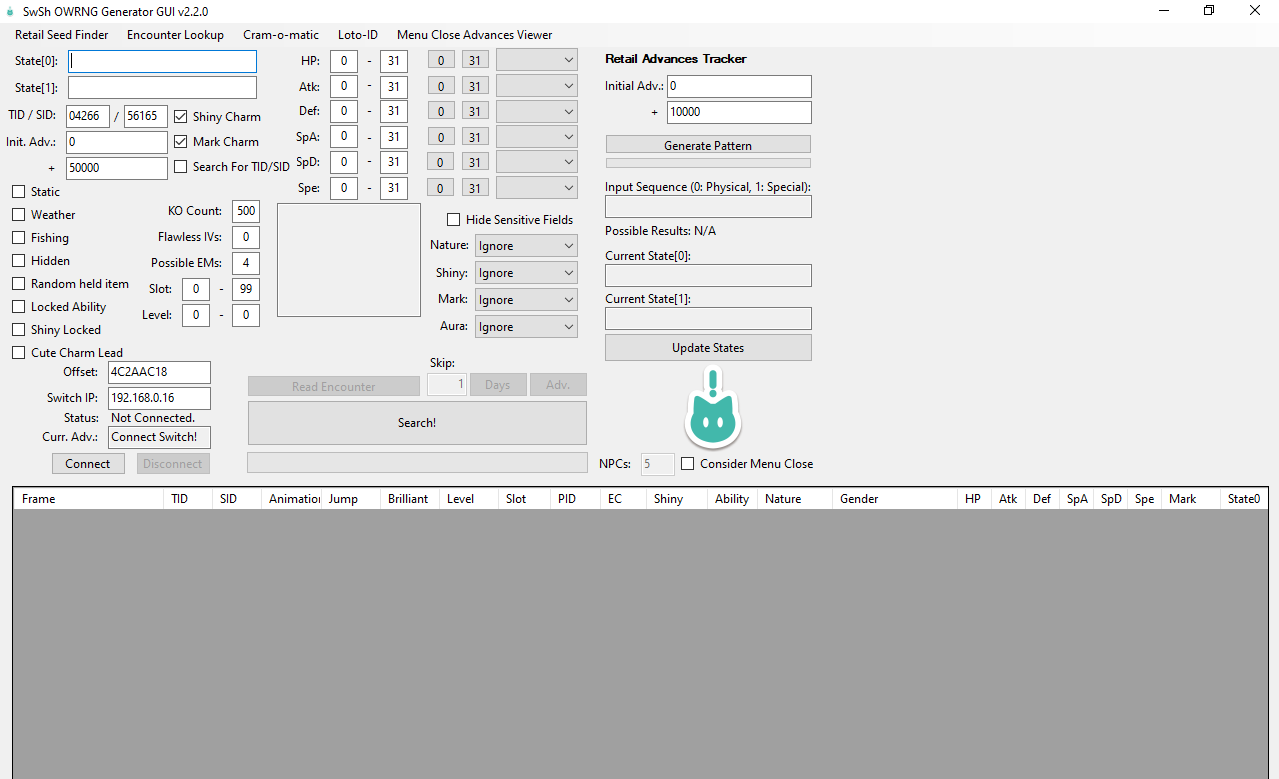 SwSh OWRNG Generator GUI v2.2.0
Retail Seed Finder Encounter Lookup Cram-o-matic Loto-ID Menu Close Advances Viewer
State[0]:
State[1]:
TID / SID: 04266 / 56165 Shiny Charm
Init. Adv.: 0 Mark Charm
+ 50000 Search For TID/SID
Static
Weather
Fishing
Hidden
Random held item
Locked Ability
Shiny Locked
Cute Charm Lead
KO Count: 500
Flawless IVs: 0
Possible EMs: 4
Slot: 0 - 99
Level: 0 - 0
Offset: 4C2AAC18
Switch IP: 192.168.0.16
Status: Not Connected.
Curr. Adv.: Connect Switch!
Connect Disconnect
HP: 0 - 31 0 31
Atk: 0 - 31 0 31
Def: 0 - 31 0 31
SpA: 0 - 31 0 31
SpD: 0 - 31 0 31
Spe: 0 - 31 0 31
Hide Sensitive Fields
Nature: Ignore
Shiny: Ignore
Mark: Ignore
Aura: Ignore
Skip:
Read Encounter 1 Days Adv.
Search!
Retail Advances Tracker
Initial Adv.: 0
+ 10000
Generate Pattern
Input Sequence (0: Physical, 1: Special):
Possible Results: N/A
Current State[0]:
Current State[1]:
Update States
NPCs: 5 Consider Menu Close
Frame TID SID Animation Jump Brilliant Level Slot PID EC Shiny Ability Nature Gender HP Atk Def SpA SpD Spe Mark State0